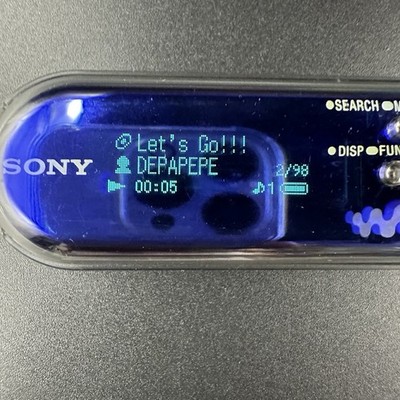 SEARCH M
Let's Go!!!
SONY
DEPAPEPE
DISP FUN
2/98
00:05
1